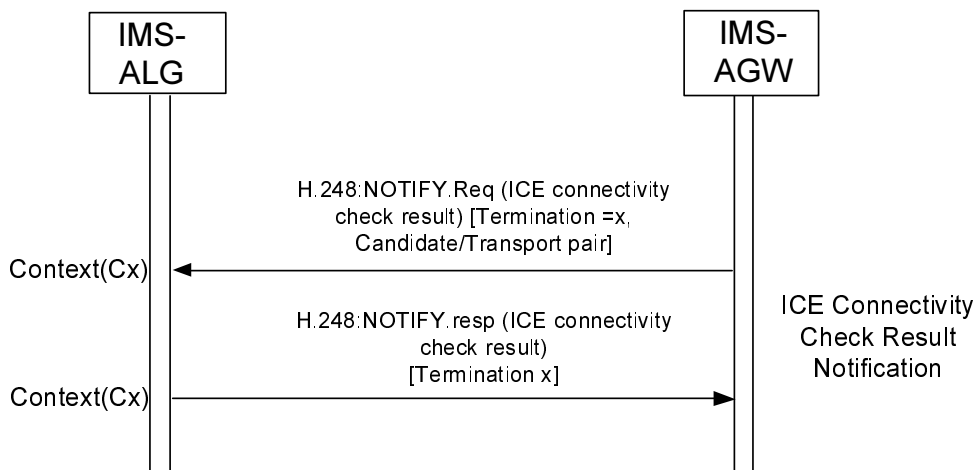 IMS-
ALG
IMS-
AGW
H.248:NOTIFY.Req (ICE connectivity
check result) [Termination =x,
Candidate/Transport pair]
Context(Cx)
H.248:NOTIFY.resp (ICE connectivity
check result)
[Termination x]
Context(Cx)
ICE Connectivity
Check Result
Notification